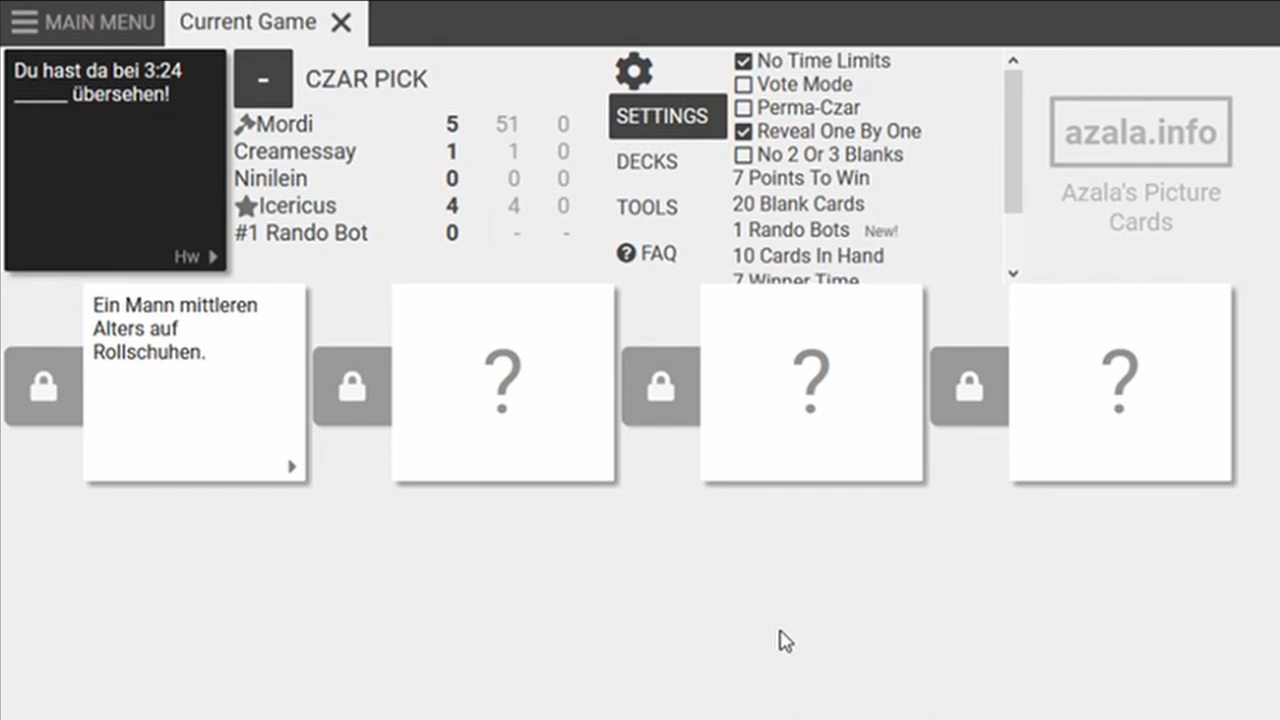 MAIN MENU
Current Game
Du hast da bei 3:24
_____ übersehen!
Hw
-
CZAR PICK
Mordi 5 51 0
Creamessay 1 1 0
Ninilein 0 0 0
Icericus 4 4 0
#1 Rando Bot 0 - -
SETTINGS
DECKS
TOOLS
? FAQ
No Time Limits
Vote Mode
Perma-Czar
Reveal One By One
No 2 Or 3 Blanks
7 Points To Win
20 Blank Cards
1 Rando Bots New!
10 Cards In Hand
7 Winner Time
azala.info
Azala's Picture
Cards
Ein Mann mittleren
Alters auf
Rollschuhen.
?
?
?